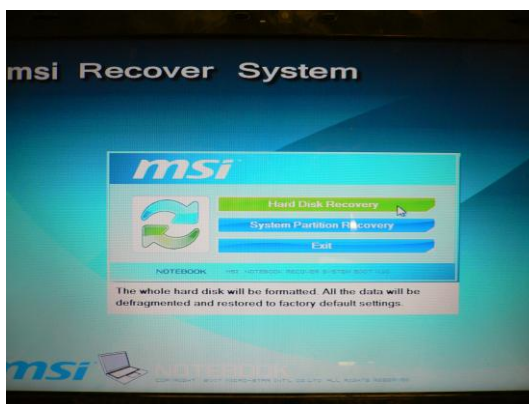 msi Recover System
msi
Hard Disk Recovery
System Partition Recovery
Exit
NOTEBOOK
The whole hard disk will be formatted. All the data will be
defragmented and restored to factory default settings.
msi NOTEBOOK